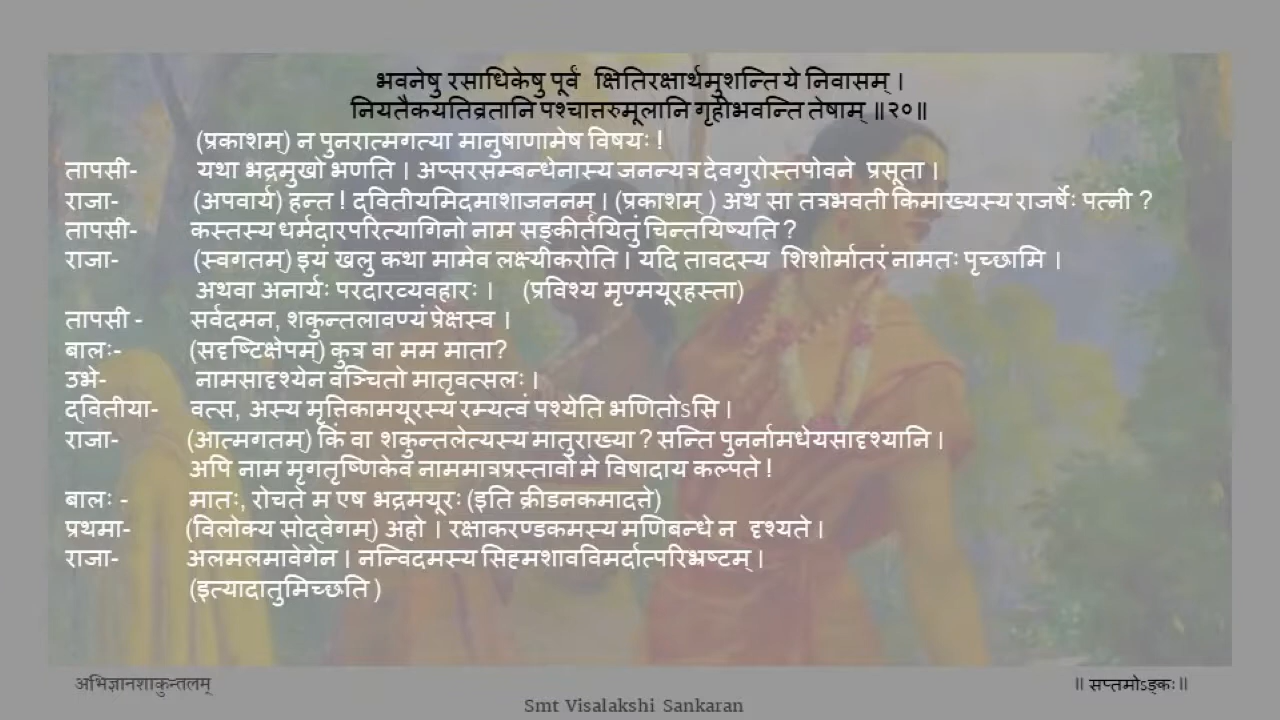 भवनेषु रसाधिकेषु पूर्वं क्षितिरक्षार्थमुशन्ति ये निवासम् ।
नियतैकयतिव्रतानि पश्चात्तरुमूलानि गृहीभवन्ति तेषाम् ॥२०॥
(प्रकाशम्) न पुनरात्मगत्या मानुषाणामेष विषयः !
तापसी- यथा भद्रमुखो भणति । अप्सरसम्बन्धेनास्य जनन्यत्र देवगुरोस्तपोवने प्रसूता ।
राजा- (अपवार्य) हन्त ! द्वितीयमिदमाशाजननम् । (प्रकाशम् ) अथ सा तत्रभवती किमाख्यस्य राजर्षेः पत्नी ?
तापसी- कस्तस्य धर्मदारपरित्यागिनो नाम सङ्कीर्तयितुं चिन्तयिष्यति ?
राजा- (स्वगतम्) इयं खलु कथा मामेव लक्ष्यीकरोति । यदि तावदस्य शिशोर्मातरं नामतः पृच्छामि ।
अथवा अनार्यः परदारव्यवहारः । (प्रविश्य मृण्मयूरहस्ता)
तापसी - सर्वदमन, शकुन्तलावण्यं प्रेक्षस्व ।
बालः- (सदृष्टिक्षेपम्) कुत्र वा मम माता?
उभे- नामसादृश्येन वञ्चितो मातृवत्सलः ।
द्वितीया- वत्स, अस्य मृत्तिकामयूरस्य रम्यत्वं पश्येति भणितोऽसि ।
राजा- (आत्मगतम्) किं वा शकुन्तलेत्यस्य मातुराख्या ? सन्ति पुनर्नामधेयसादृश्यानि ।
अपि नाम मृगतृष्णिकेव नाममात्रप्रस्तावो मे विषादाय कल्पते !
बालः - मातः, रोचते म एष भद्रमयूरः (इति क्रीडनकमादत्ते)
प्रथमा- (विलोक्य सोद्वेगम्) अहो । रक्षाकरण्डकमस्य मणिबन्धे न दृश्यते ।
राजा- अलमलमावेगेन । नन्विदमस्य सिह्मशावविमर्दात्परिभ्रष्टम् ।
(इत्यादातुमिच्छति )
अभिज्ञानशाकुन्तलम्
॥ सप्तमोऽङ्कः॥
Smt Visalakshi Sankaran